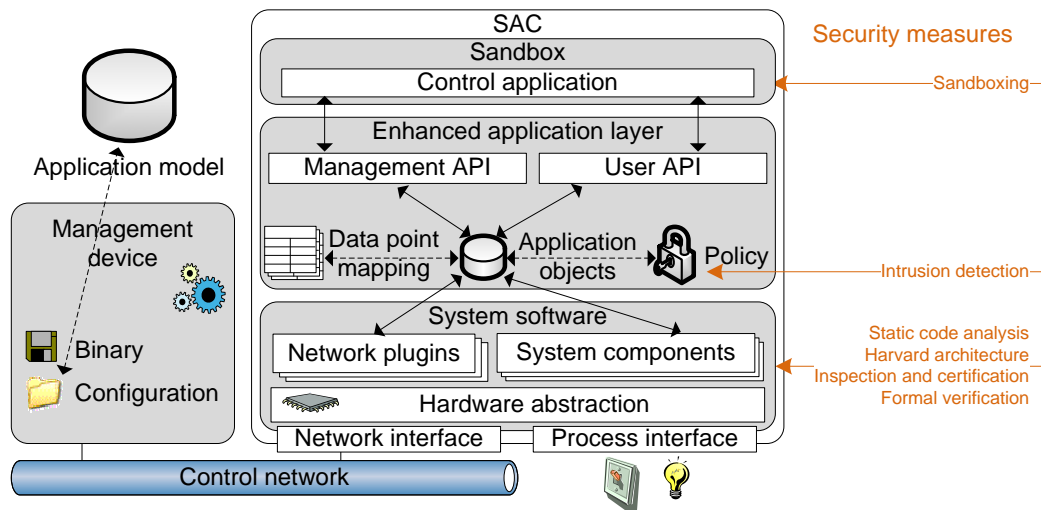 SAC
Security measures
Sandbox
Control application
Sandboxing
Application model
Enhanced application layer
Management API
User API
Management
device
Data point
mapping
Application
objects
Policy
Intrusion detection
Binary
Configuration
System software
Network plugins
System components
Hardware abstraction
Static code analysis
Harvard architecture
Inspection and certification
Formal verification
Network interface
Process interface
Control network